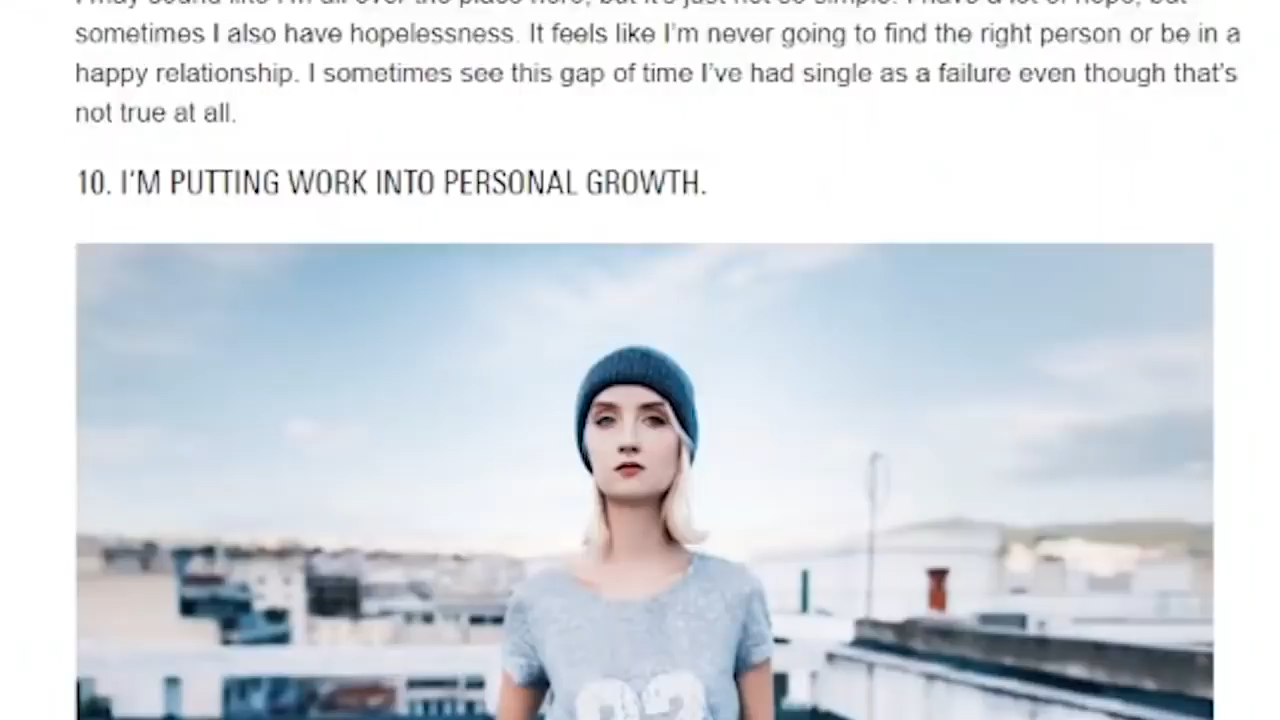 sometimes I also have hopelessness. It feels like I'm never going to find the right person or be in a
happy relationship. I sometimes see this gap of time I've had single as a failure even though that's
not true at all.
10. I'M PUTTING WORK INTO PERSONAL GROWTH.